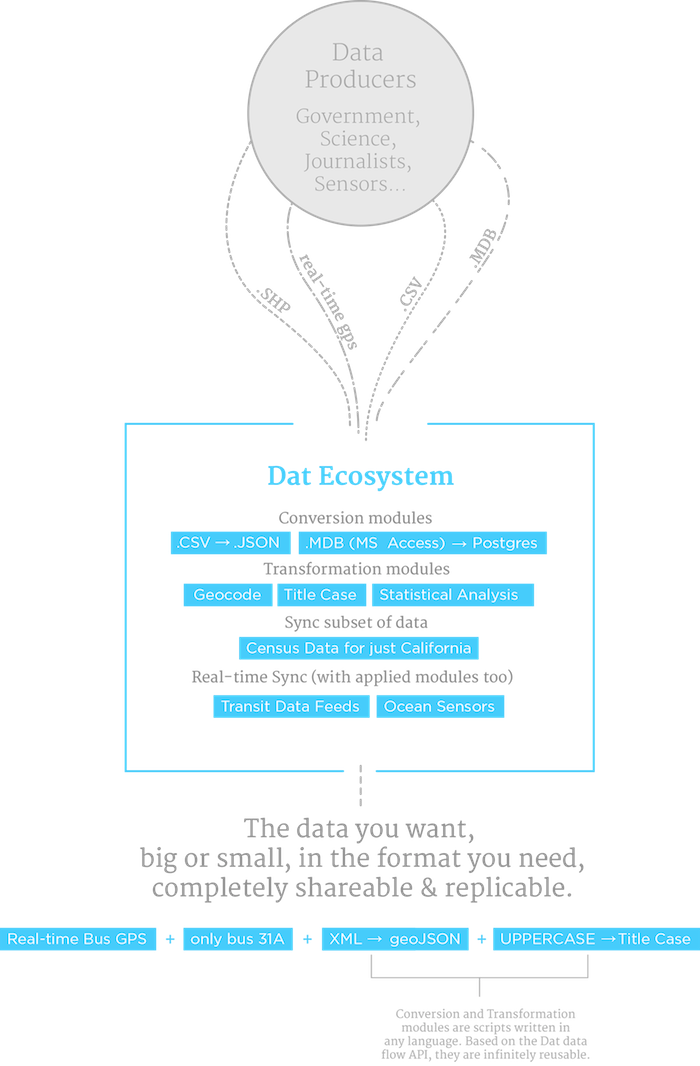 Data
Producers
Government,
Science,
Journalists,
Sensors...
.SHP
real-time gps
.CSV
.MDB
Dat Ecosystem
Conversion modules
.CSV → .JSON
.MDB (MS Access) → Postgres
Transformation modules
Geocode
Title Case
Statistical Analysis
Sync subset of data
Census Data for just California
Real-time Sync (with applied modules too)
Transit Data Feeds
Ocean Sensors
The data you want,
big or small, in the format you need,
completely shareable & replicable.
Real-time Bus GPS + only bus 31A + XML → geoJSON + UPPERCASE → Title Case
Conversion and Transformation
modules are scripts written in
any language. Based on the Dat data
flow API, they are infinitely reusable.